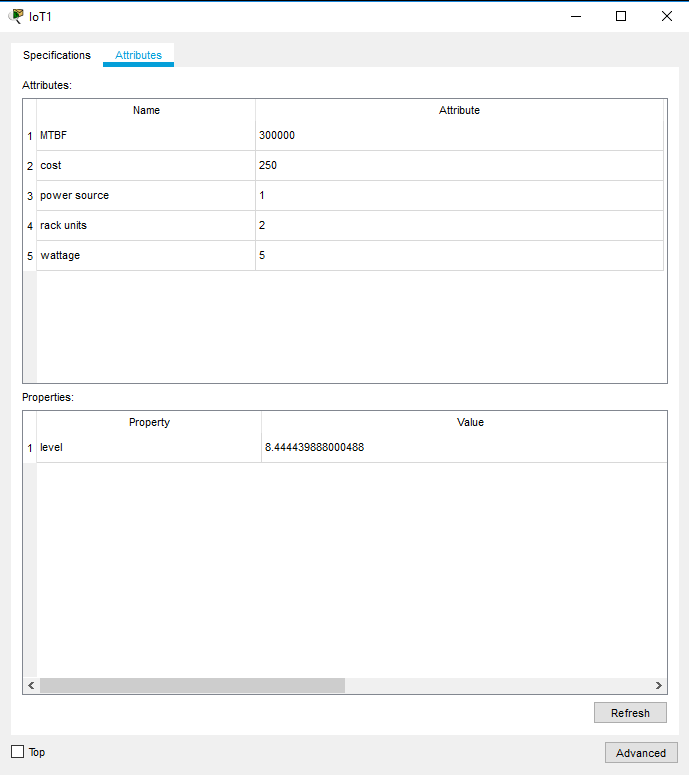 IoT1
Specifications Attributes
Attributes:
Name Attribute
1 MTBF 300000
2 cost 250
3 power source 1
4 rack units 2
5 wattage 5
Properties:
Property Value
1 level 8.444439888000488
Refresh
Top Advanced